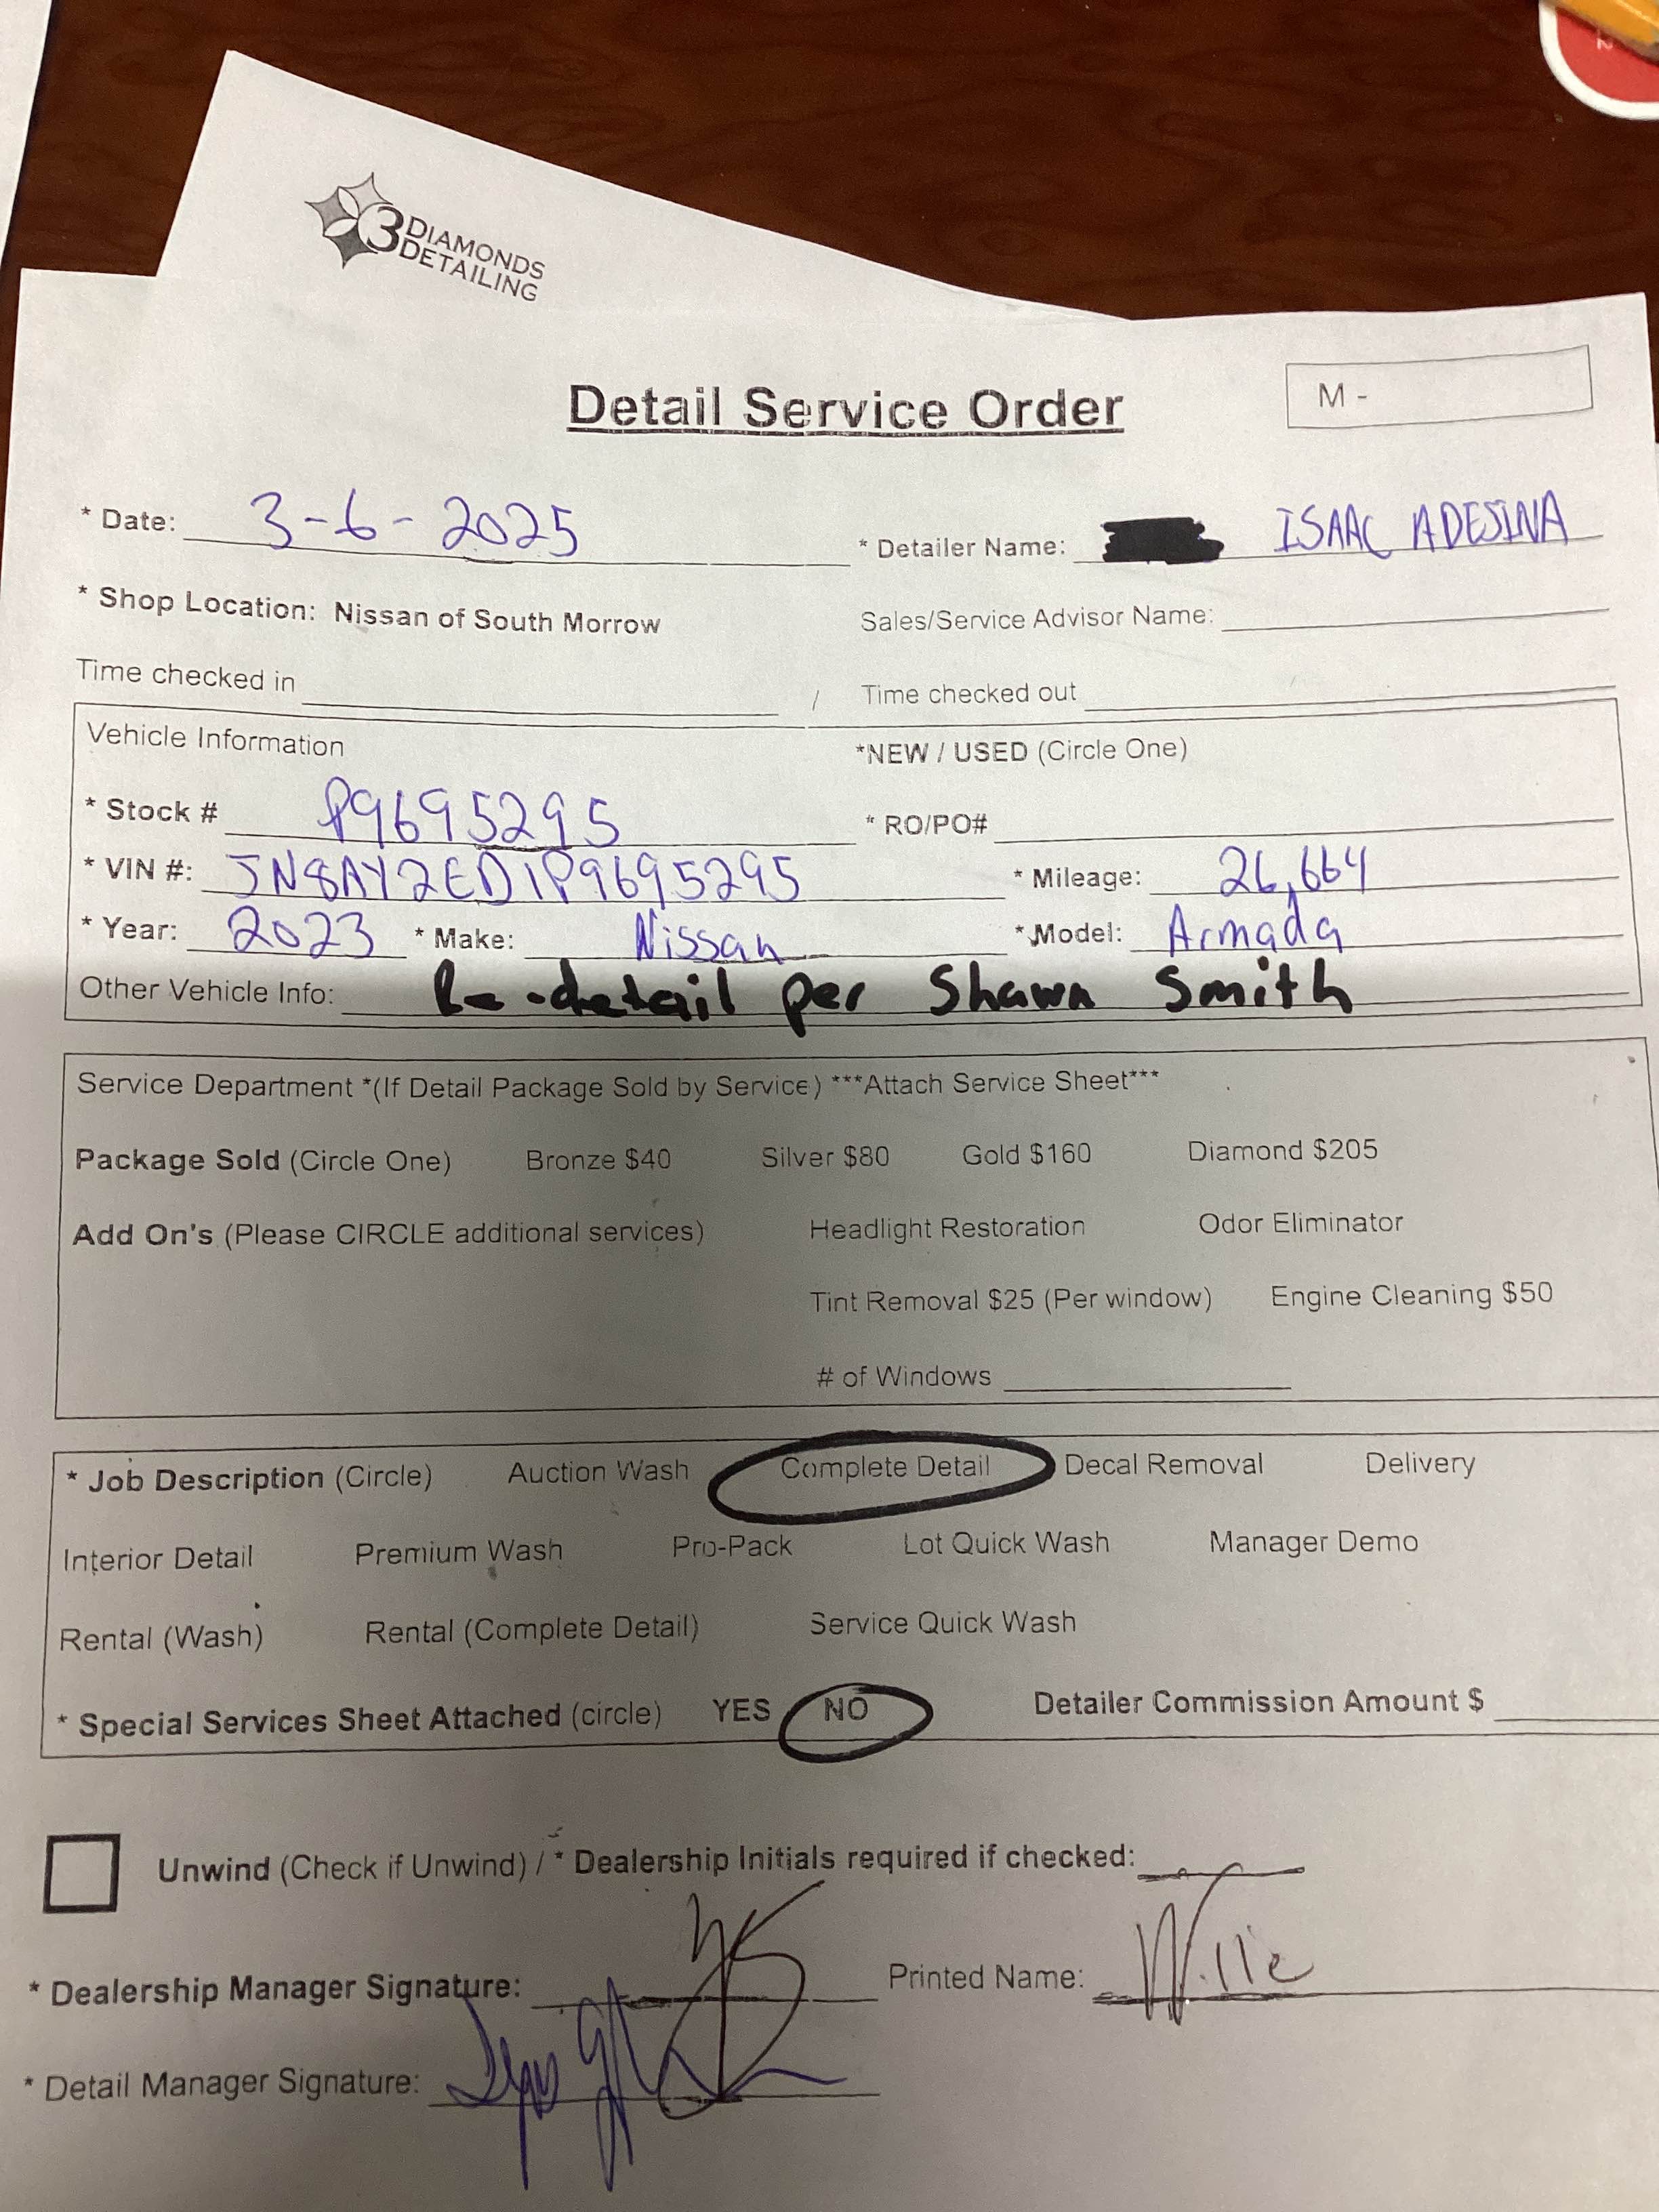 3 DIAMONDS
DETAILING
Detail Service Order
M -
* Date: 3-6-2025
* Detailer Name: ISAAC ADESINA
* Shop Location: Nissan of South Morrow
Sales/Service Advisor Name:
Time checked in / Time checked out
Vehicle Information
*NEW / USED (Circle One)
* Stock # P9695295
* RO/PO#
* VIN #: JN8AY2ED1P9695295
* Mileage: 26,664
* Year: 2023 * Make: Nissan * Model: Armada
Other Vehicle Info: Re-detail per Shawn Smith
Service Department *(If Detail Package Sold by Service) ***Attach Service Sheet***
Package Sold (Circle One) Bronze $40 Silver $80 Gold $160 Diamond $205
Add On's (Please CIRCLE additional services) Headlight Restoration Odor Eliminator
Tint Removal $25 (Per window) Engine Cleaning $50
# of Windows
* Job Description (Circle) Auction Wash Complete Detail Decal Removal Delivery
Interior Detail Premium Wash Pro-Pack Lot Quick Wash Manager Demo
Rental (Wash) Rental (Complete Detail) Service Quick Wash
* Special Services Sheet Attached (circle) YES NO Detailer Commission Amount $
Unwind (Check if Unwind) / * Dealership Initials required if checked:
* Dealership Manager Signature: Printed Name: Willie
* Detail Manager Signature: